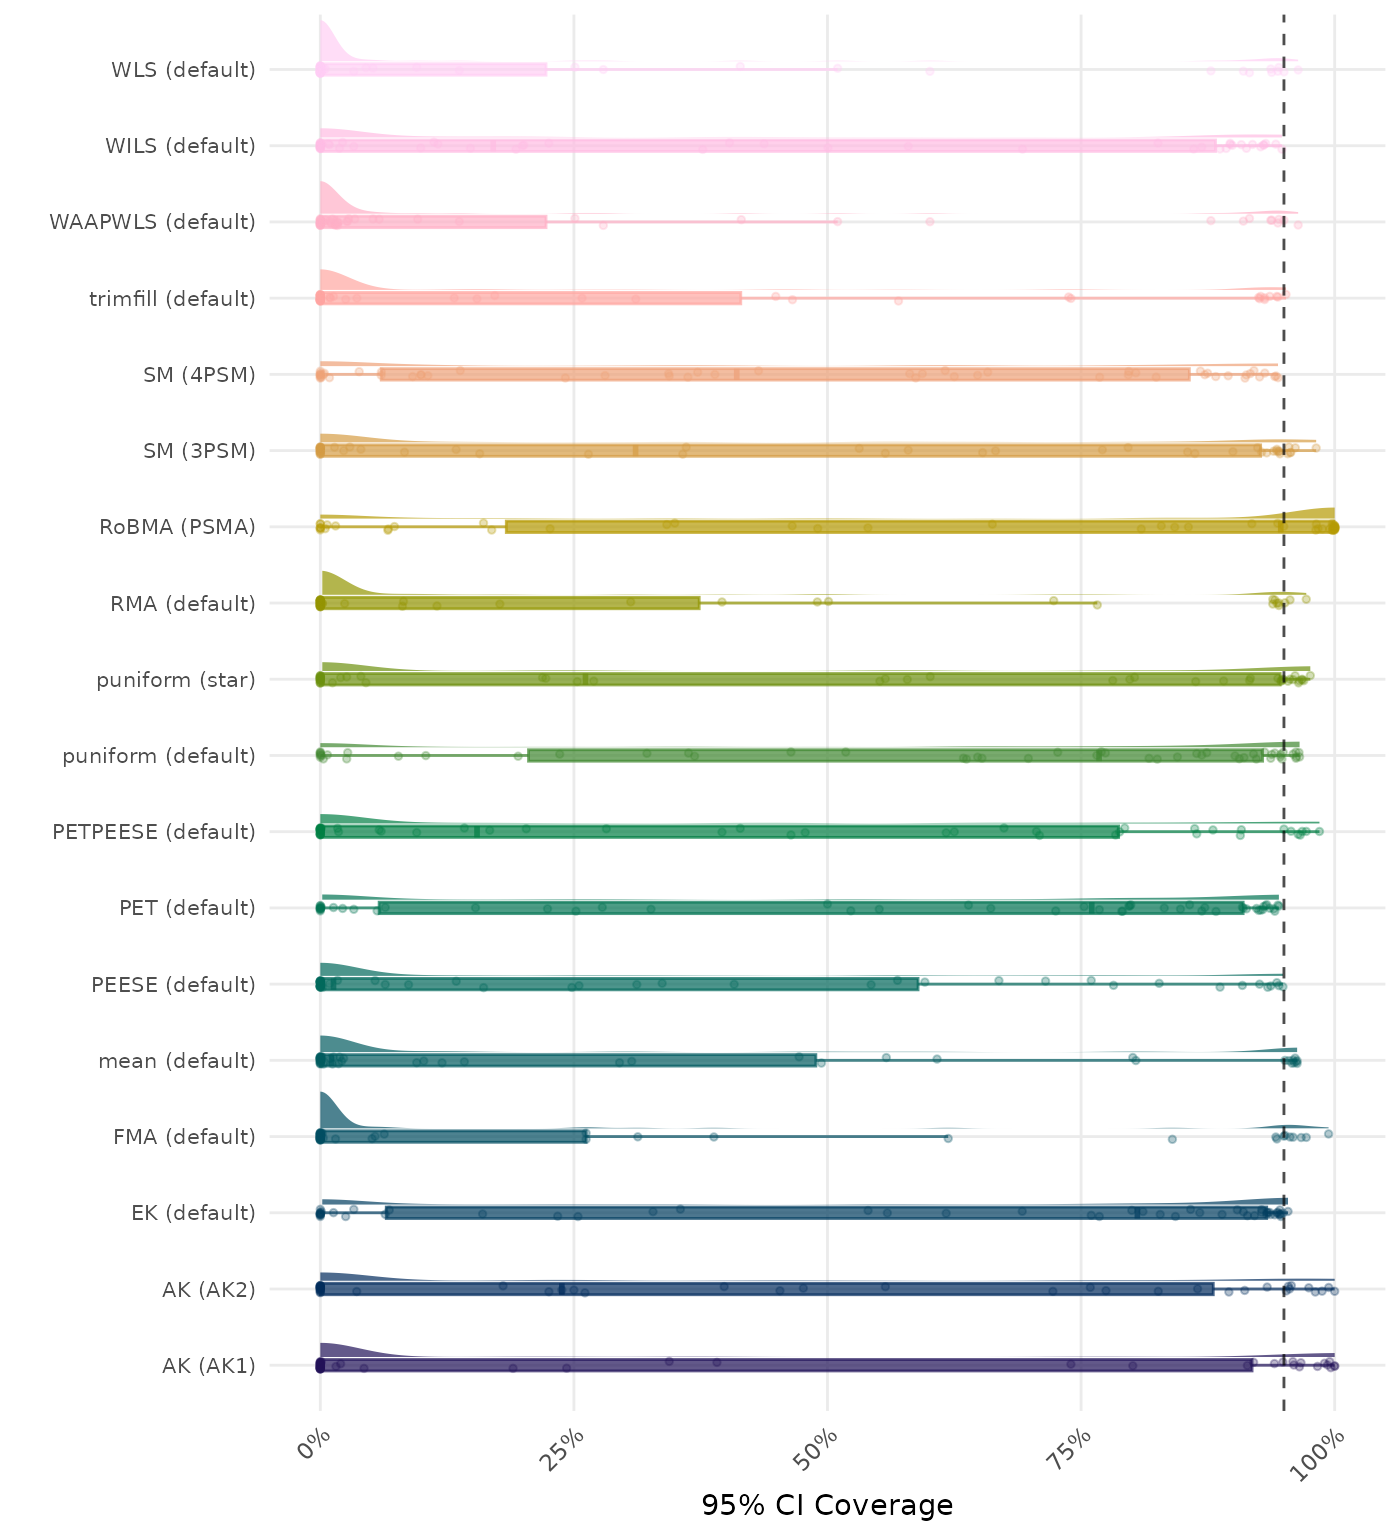 WLS (default)
WILS (default)
WAAPWLS (default)
trimfill (default)
SM (4PSM)
SM (3PSM)
RoBMA (PSMA)
RMA (default)
puniform (star)
puniform (default)
PETPEESE (default)
PET (default)
PEESE (default)
mean (default)
FMA (default)
EK (default)
AK (AK2)
AK (AK1)
0%
25%
50%
75%
100%
95% CI Coverage